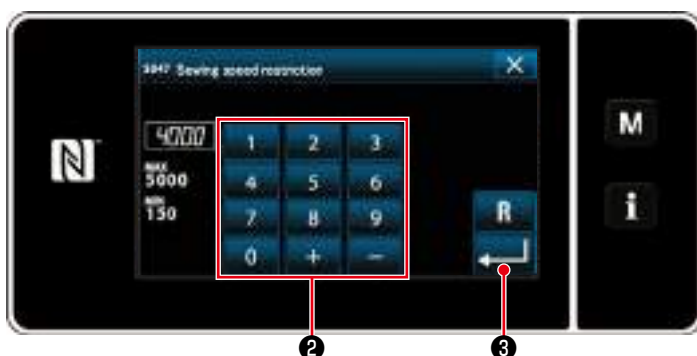 S047 Sewing speed restriction
4000
MAX
5000
MIN
150
1 2 3
4 5 6
7 8 9
0 + −
R
N
M
i
❷ ❸